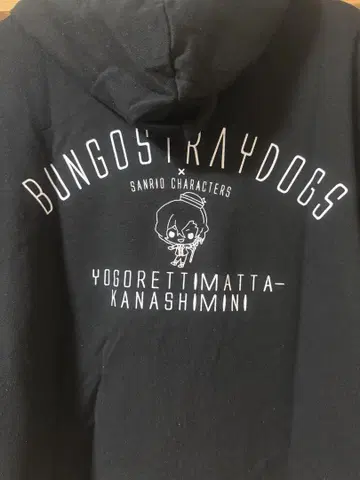 BUNGOSTRAYDOGS
×
SANRIO CHARACTERS
YOGORETTIMATTA-
KANASHIMINI